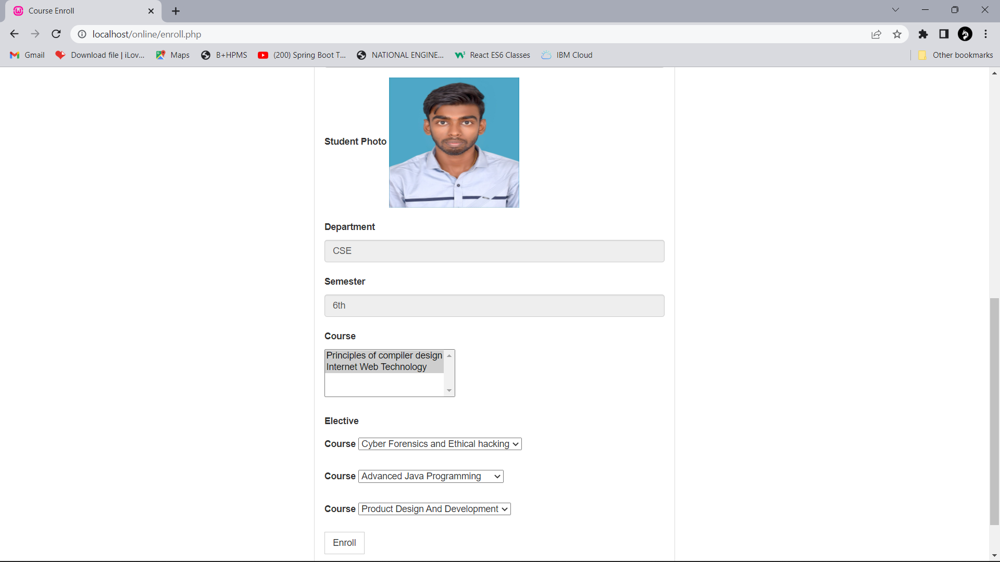 Course Enroll
localhost/online/enroll.php
Gmail
Download file | iLov...
Maps
B+HPMS
(200) Spring Boot T...
NATIONAL ENGINE...
React ES6 Classes
IBM Cloud
Other bookmarks
Student Photo
Department
CSE
Semester
6th
Course
Principles of compiler design
Internet Web Technology
Elective
Course Cyber Forensics and Ethical hacking
Course Advanced Java Programming
Course Product Design And Development
Enroll